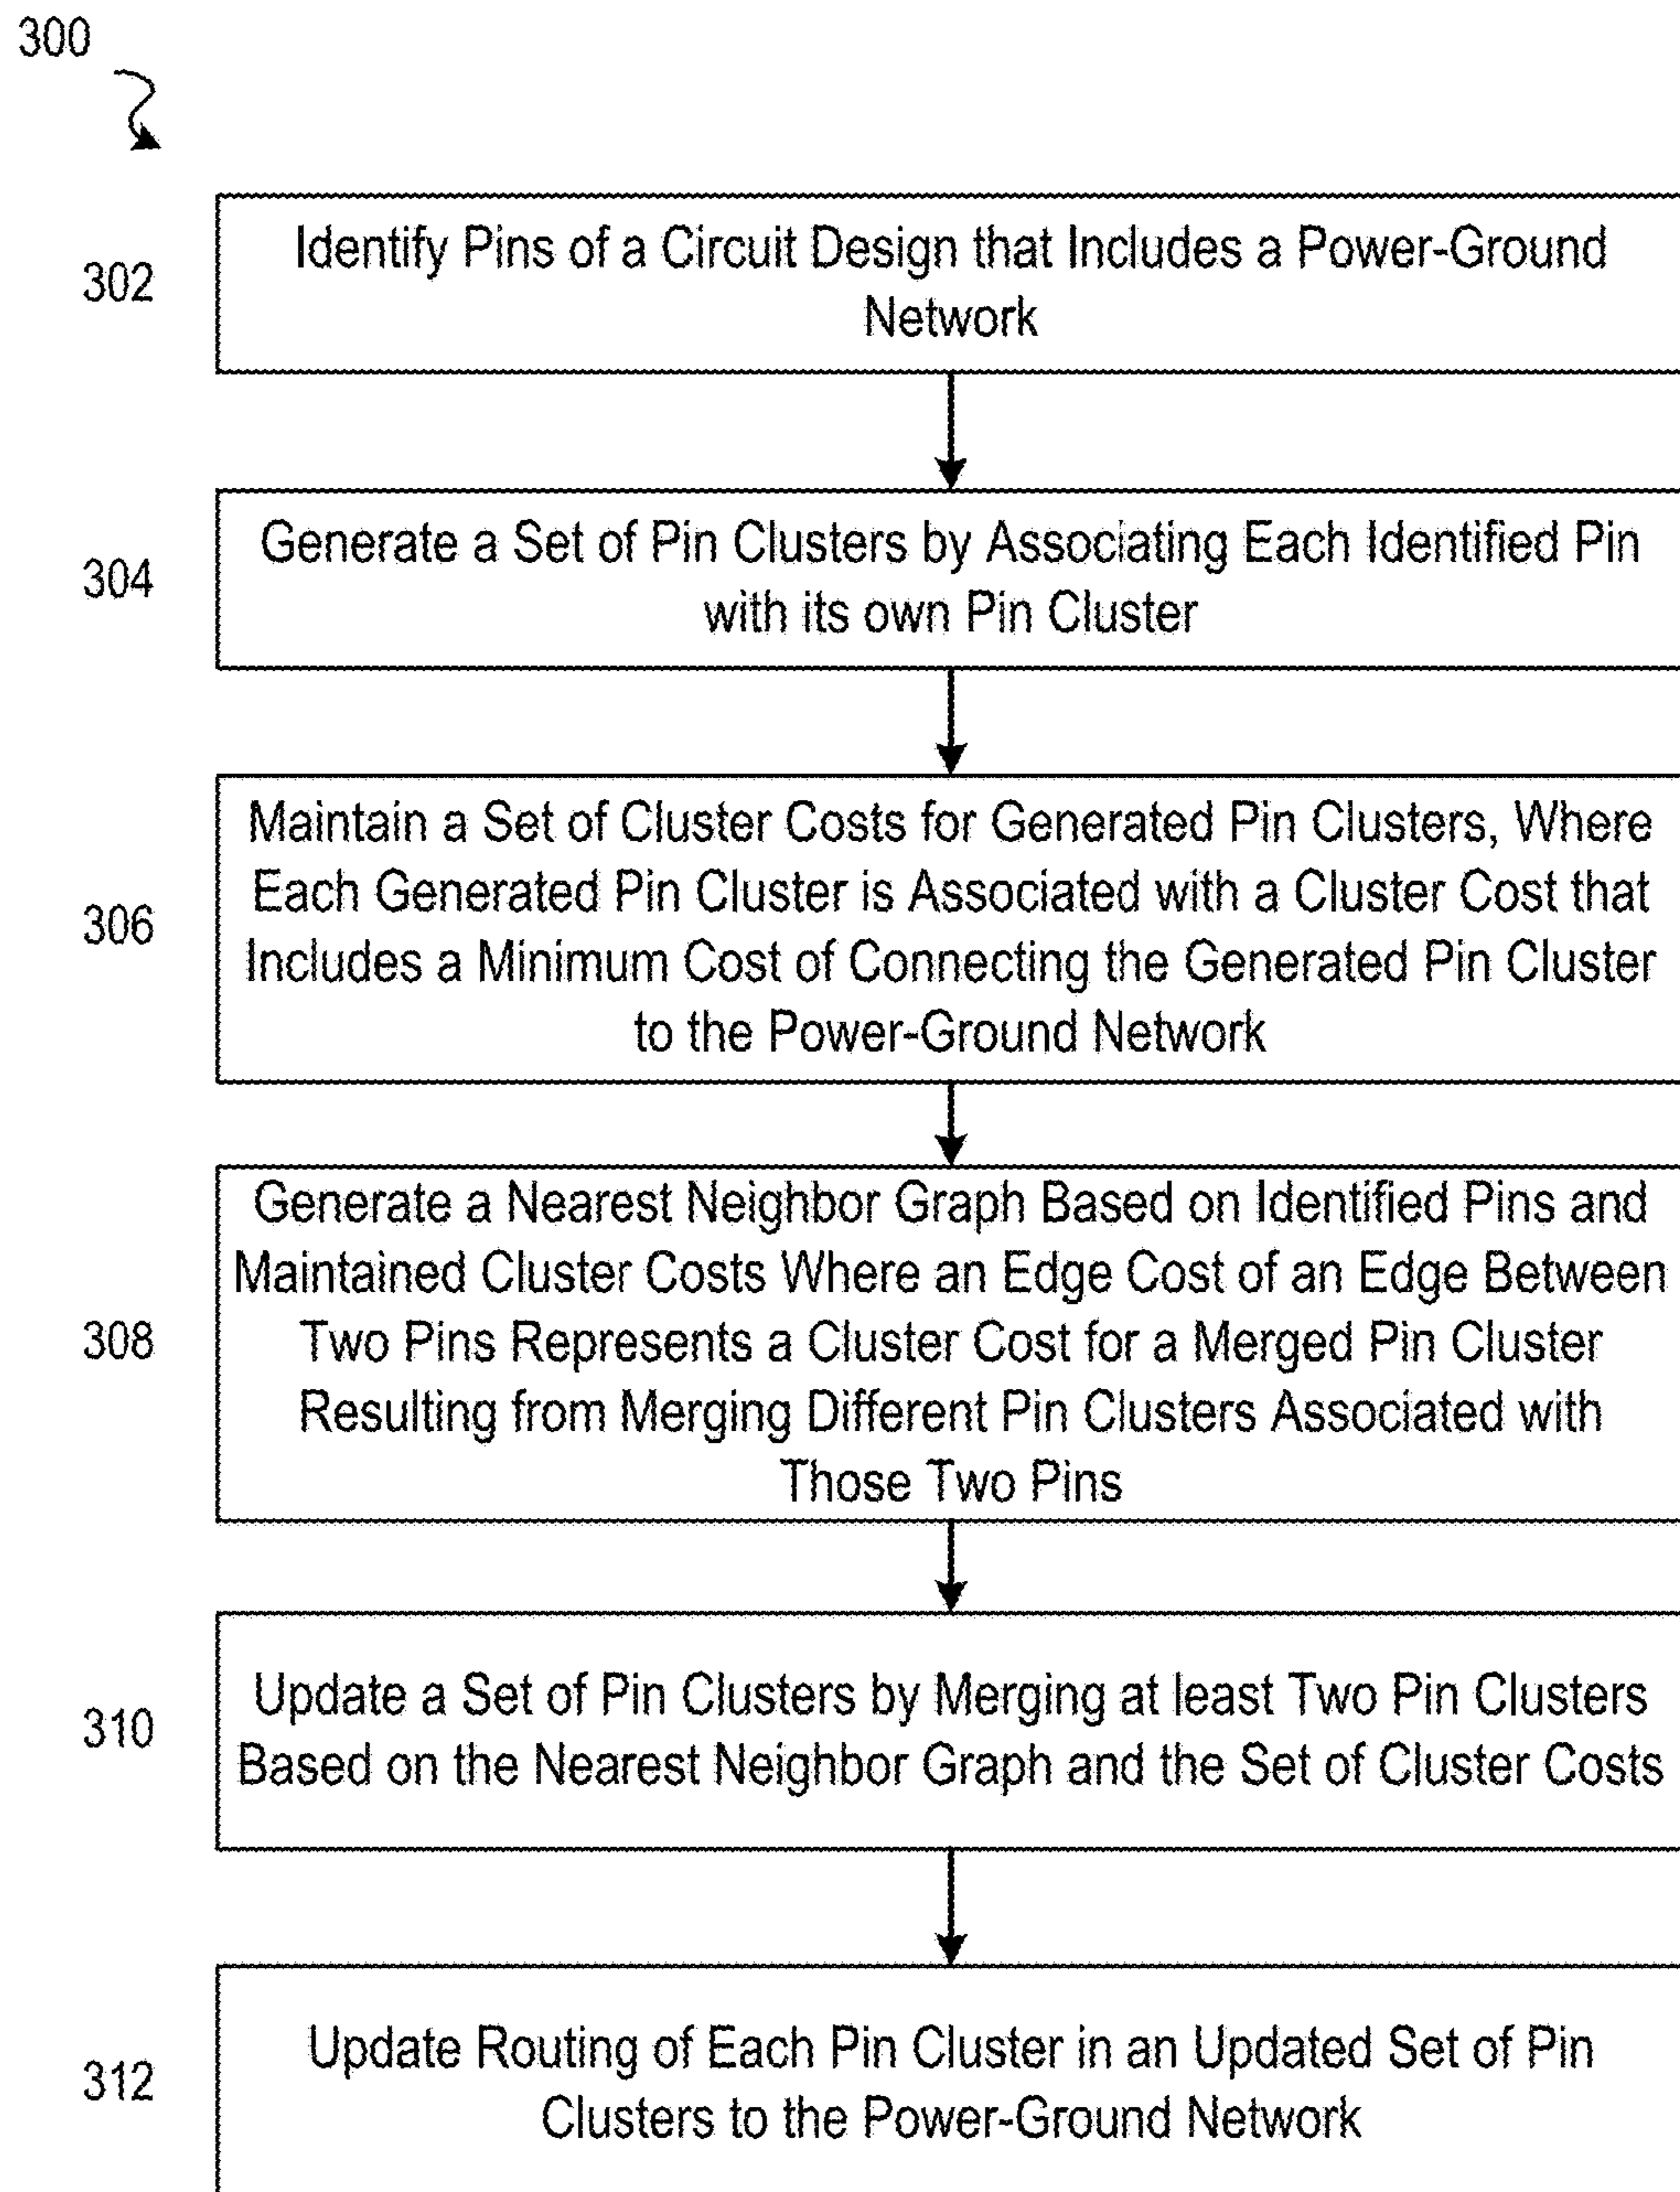 300
302
Identify Pins of a Circuit Design that Includes a Power-Ground
Network
304
Generate a Set of Pin Clusters by Associating Each Identified Pin
with its own Pin Cluster
306
Maintain a Set of Cluster Costs for Generated Pin Clusters, Where
Each Generated Pin Cluster is Associated with a Cluster Cost that
Includes a Minimum Cost of Connecting the Generated Pin Cluster
to the Power-Ground Network
308
Generate a Nearest Neighbor Graph Based on Identified Pins and
Maintained Cluster Costs Where an Edge Cost of an Edge Between
Two Pins Represents a Cluster Cost for a Merged Pin Cluster
Resulting from Merging Different Pin Clusters Associated with
Those Two Pins
310
Update a Set of Pin Clusters by Merging at least Two Pin Clusters
Based on the Nearest Neighbor Graph and the Set of Cluster Costs
312
Update Routing of Each Pin Cluster in an Updated Set of Pin
Clusters to the Power-Ground Network